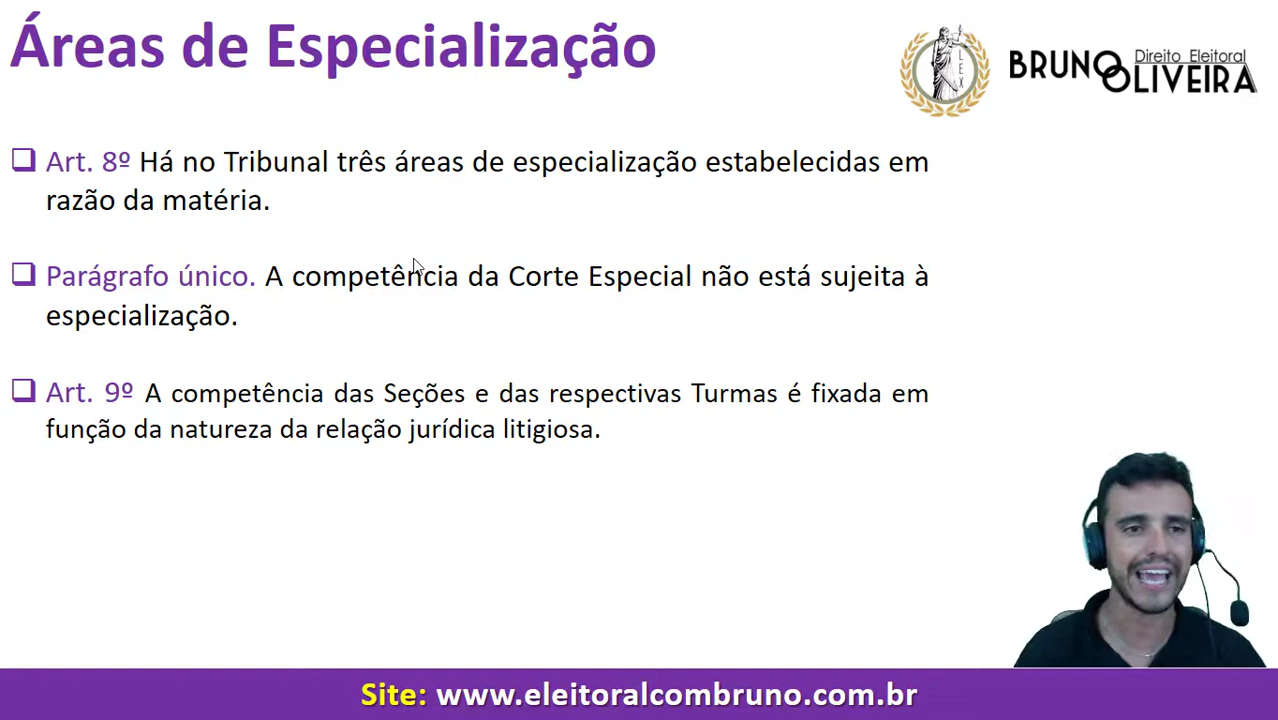 Áreas de Especialização
LEX
Direito Eleitoral
BRUNO
OLIVEIRA
❑ Art. 8º Há no Tribunal três áreas de especialização estabelecidas em
razão da matéria.
❑ Parágrafo único. A competência da Corte Especial não está sujeita à
especialização.
❑ Art. 9º A competência das Seções e das respectivas Turmas é fixada em
função da natureza da relação jurídica litigiosa.
Site: www.eleitoralcombruno.com.br